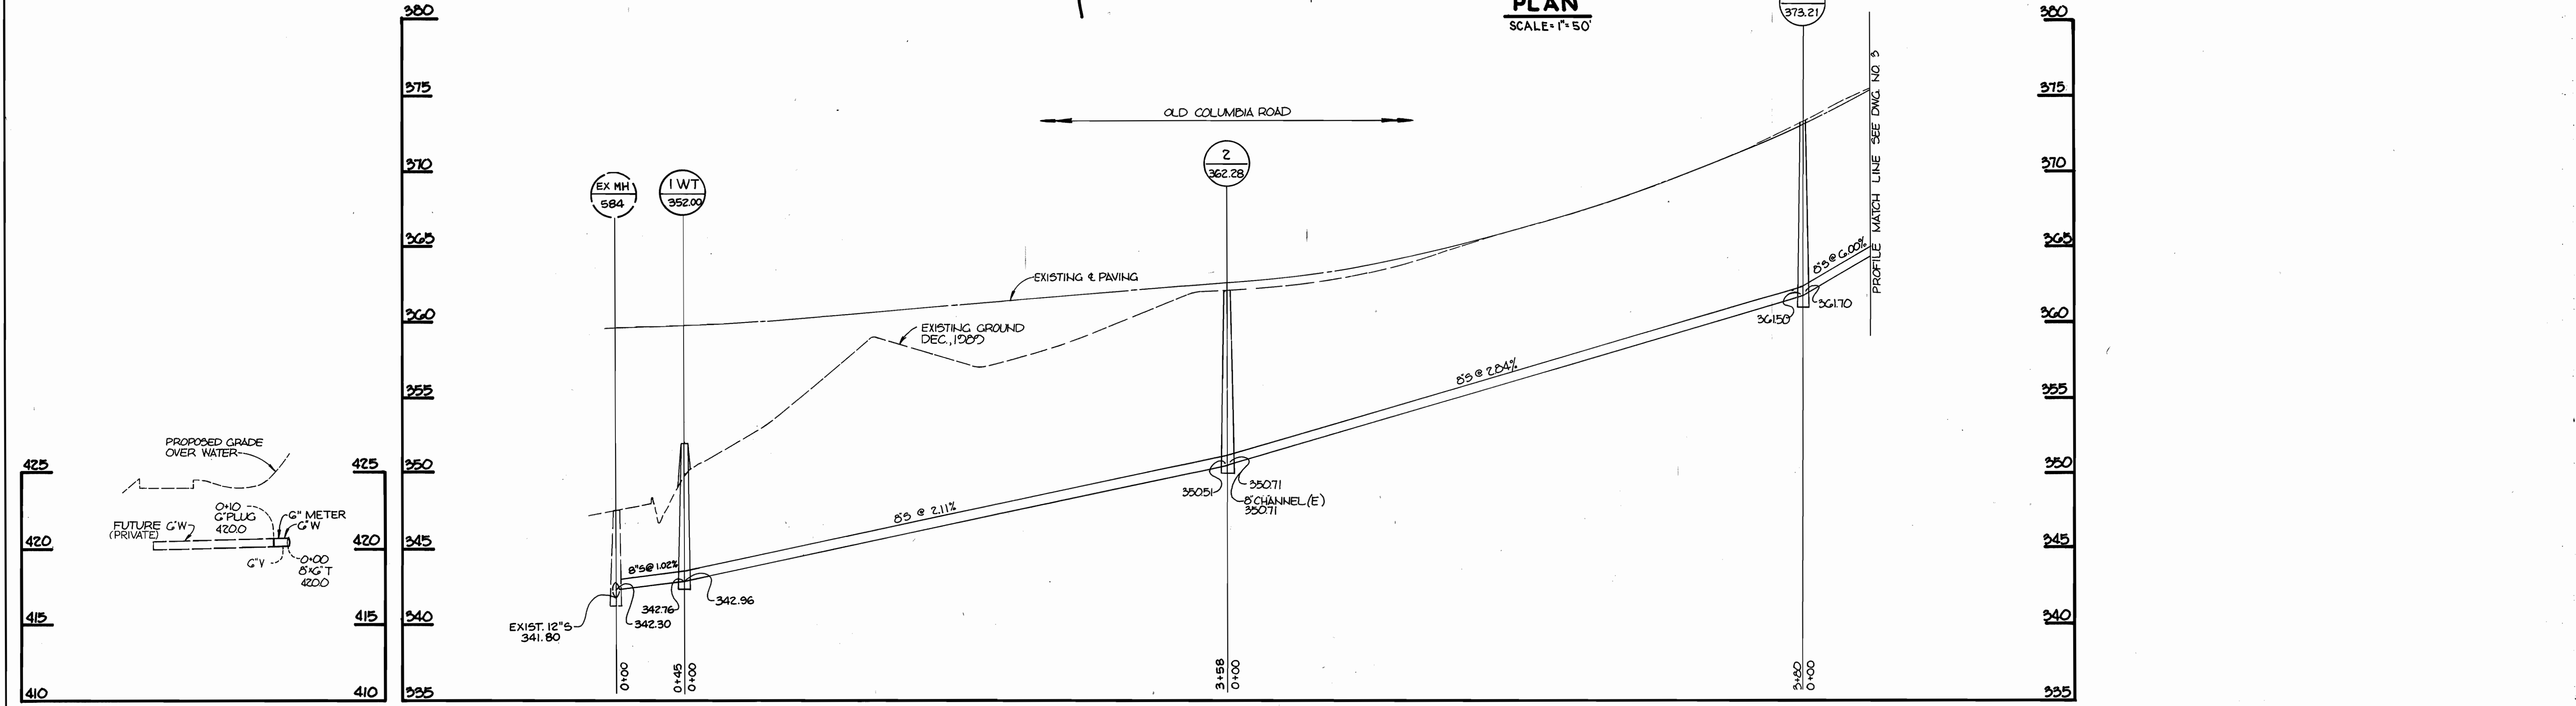 PLAN
SCALE=1"=50'
373.21
380
375
370
365
360
355
350
345
340
335
380
375
370
365
360
355
350
345
340
335
OLD COLUMBIA ROAD
EX MH
584
1 WT
352.00
2
362.28
EXISTING ℄ PAVING
EXISTING GROUND
DEC., 1989
PROFILE MATCH LINE SEE DWG. NO. 3
8"S @ 6.00%
361.70
361.50
8"S @ 2.84%
350.51
350.71
8" CHANNEL (E)
350.71
8"S @ 2.11%
8"S @ 1.02%
342.96
342.76
342.30
EXIST. 12"S
341.80
0+00
0+45
0+00
3+58
0+00
3+80
0+00
PROPOSED GRADE
OVER WATER
425
420
415
410
425
420
415
410
0+10
6"PLUG
420.0
6" METER
6"W
FUTURE 6"W
(PRIVATE)
6"V
0+00
8"x6"T
420.0